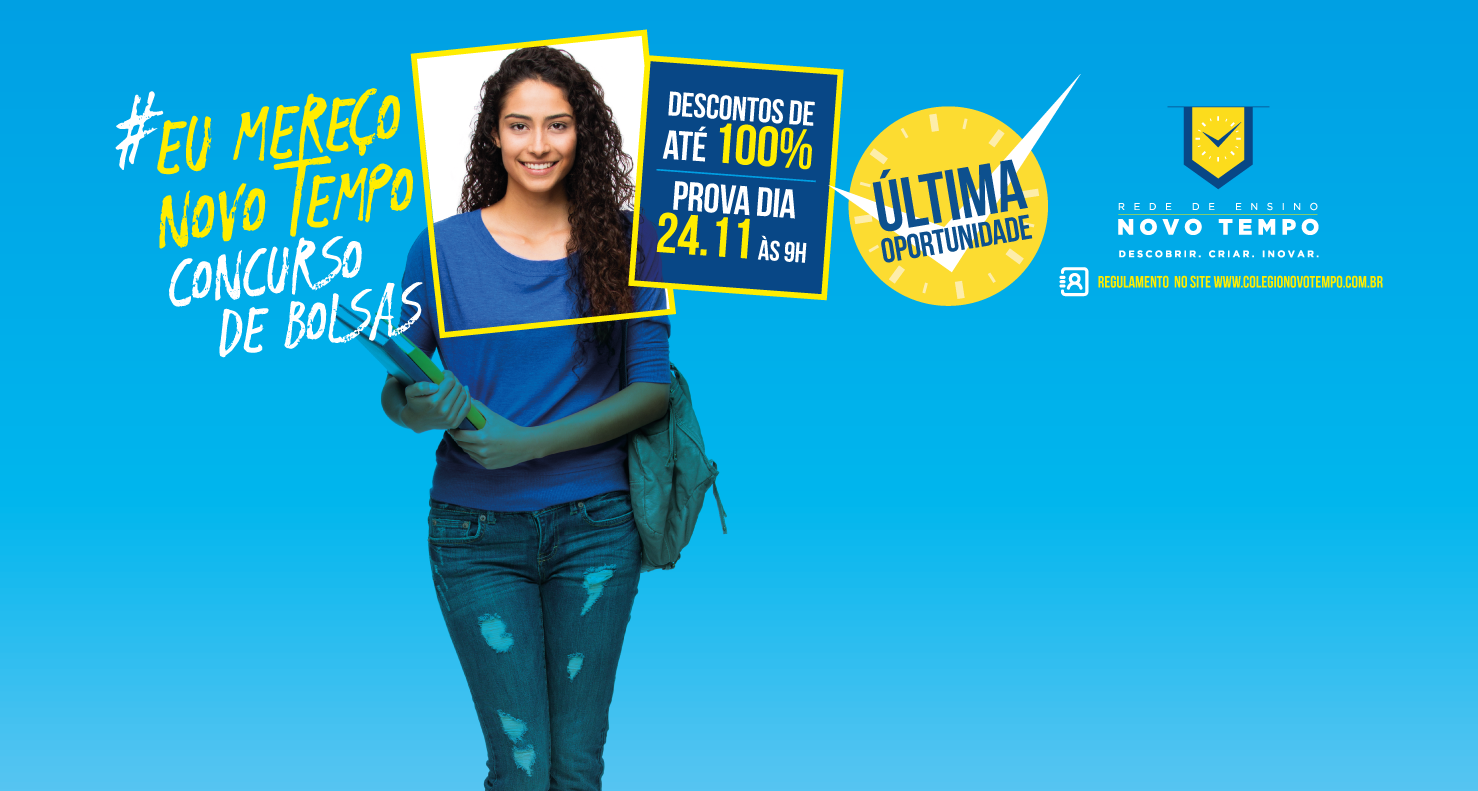 #EU MEREÇO
NOVO TEMPO
CONCURSO
DE BOLSAS
DESCONTOS DE
ATÉ 100%
PROVA DIA
24.11 ÀS 9H
ÚLTIMA
OPORTUNIDADE
REDE DE ENSINO
NOVO TEMPO
DESCOBRIR. CRIAR. INOVAR.
REGULAMENTO NO SITE WWW.COLEGIONOVOTEMPO.COM.BR